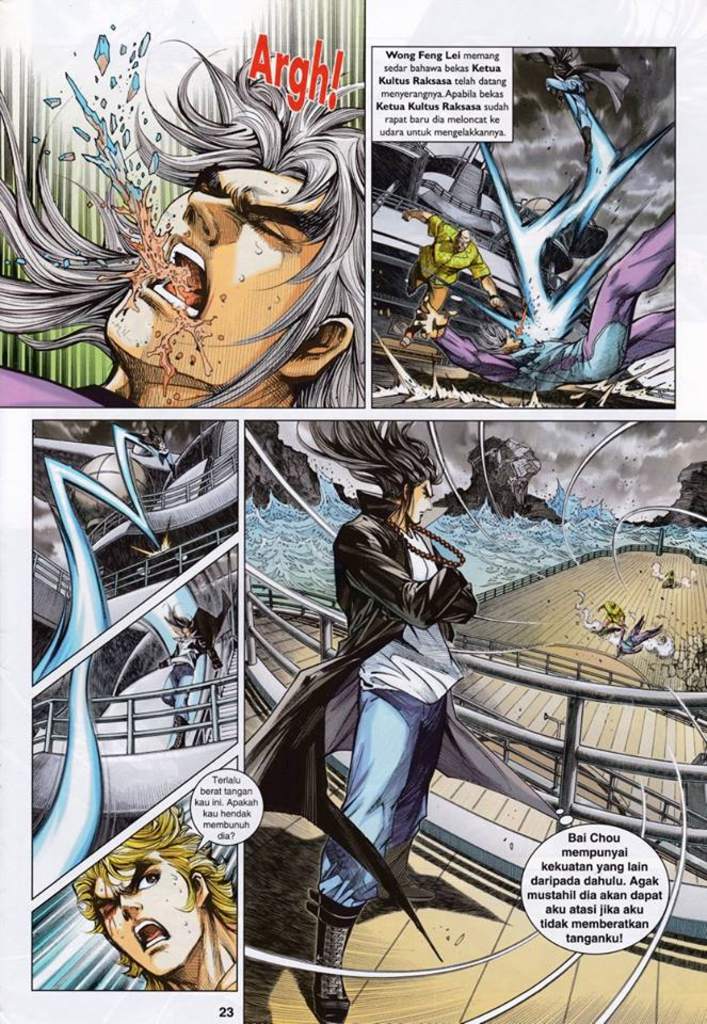 Argh!
Wong Feng Lei memang
sedar bahawa bekas Ketua
Kultus Raksasa telah datang
menyerangnya. Apabila bekas
Ketua Kultus Raksasa sudah
rapat baru dia meloncat ke
udara untuk mengelakkannya.
Terlalu
berat tangan
kau ini. Apakah
kau hendak
membunuh
dia?
Bai Chou
mempunyai
kekuatan yang lain
daripada dahulu. Agak
mustahil dia akan dapat
aku atasi jika aku
tidak memberatkan
tanganku!
23